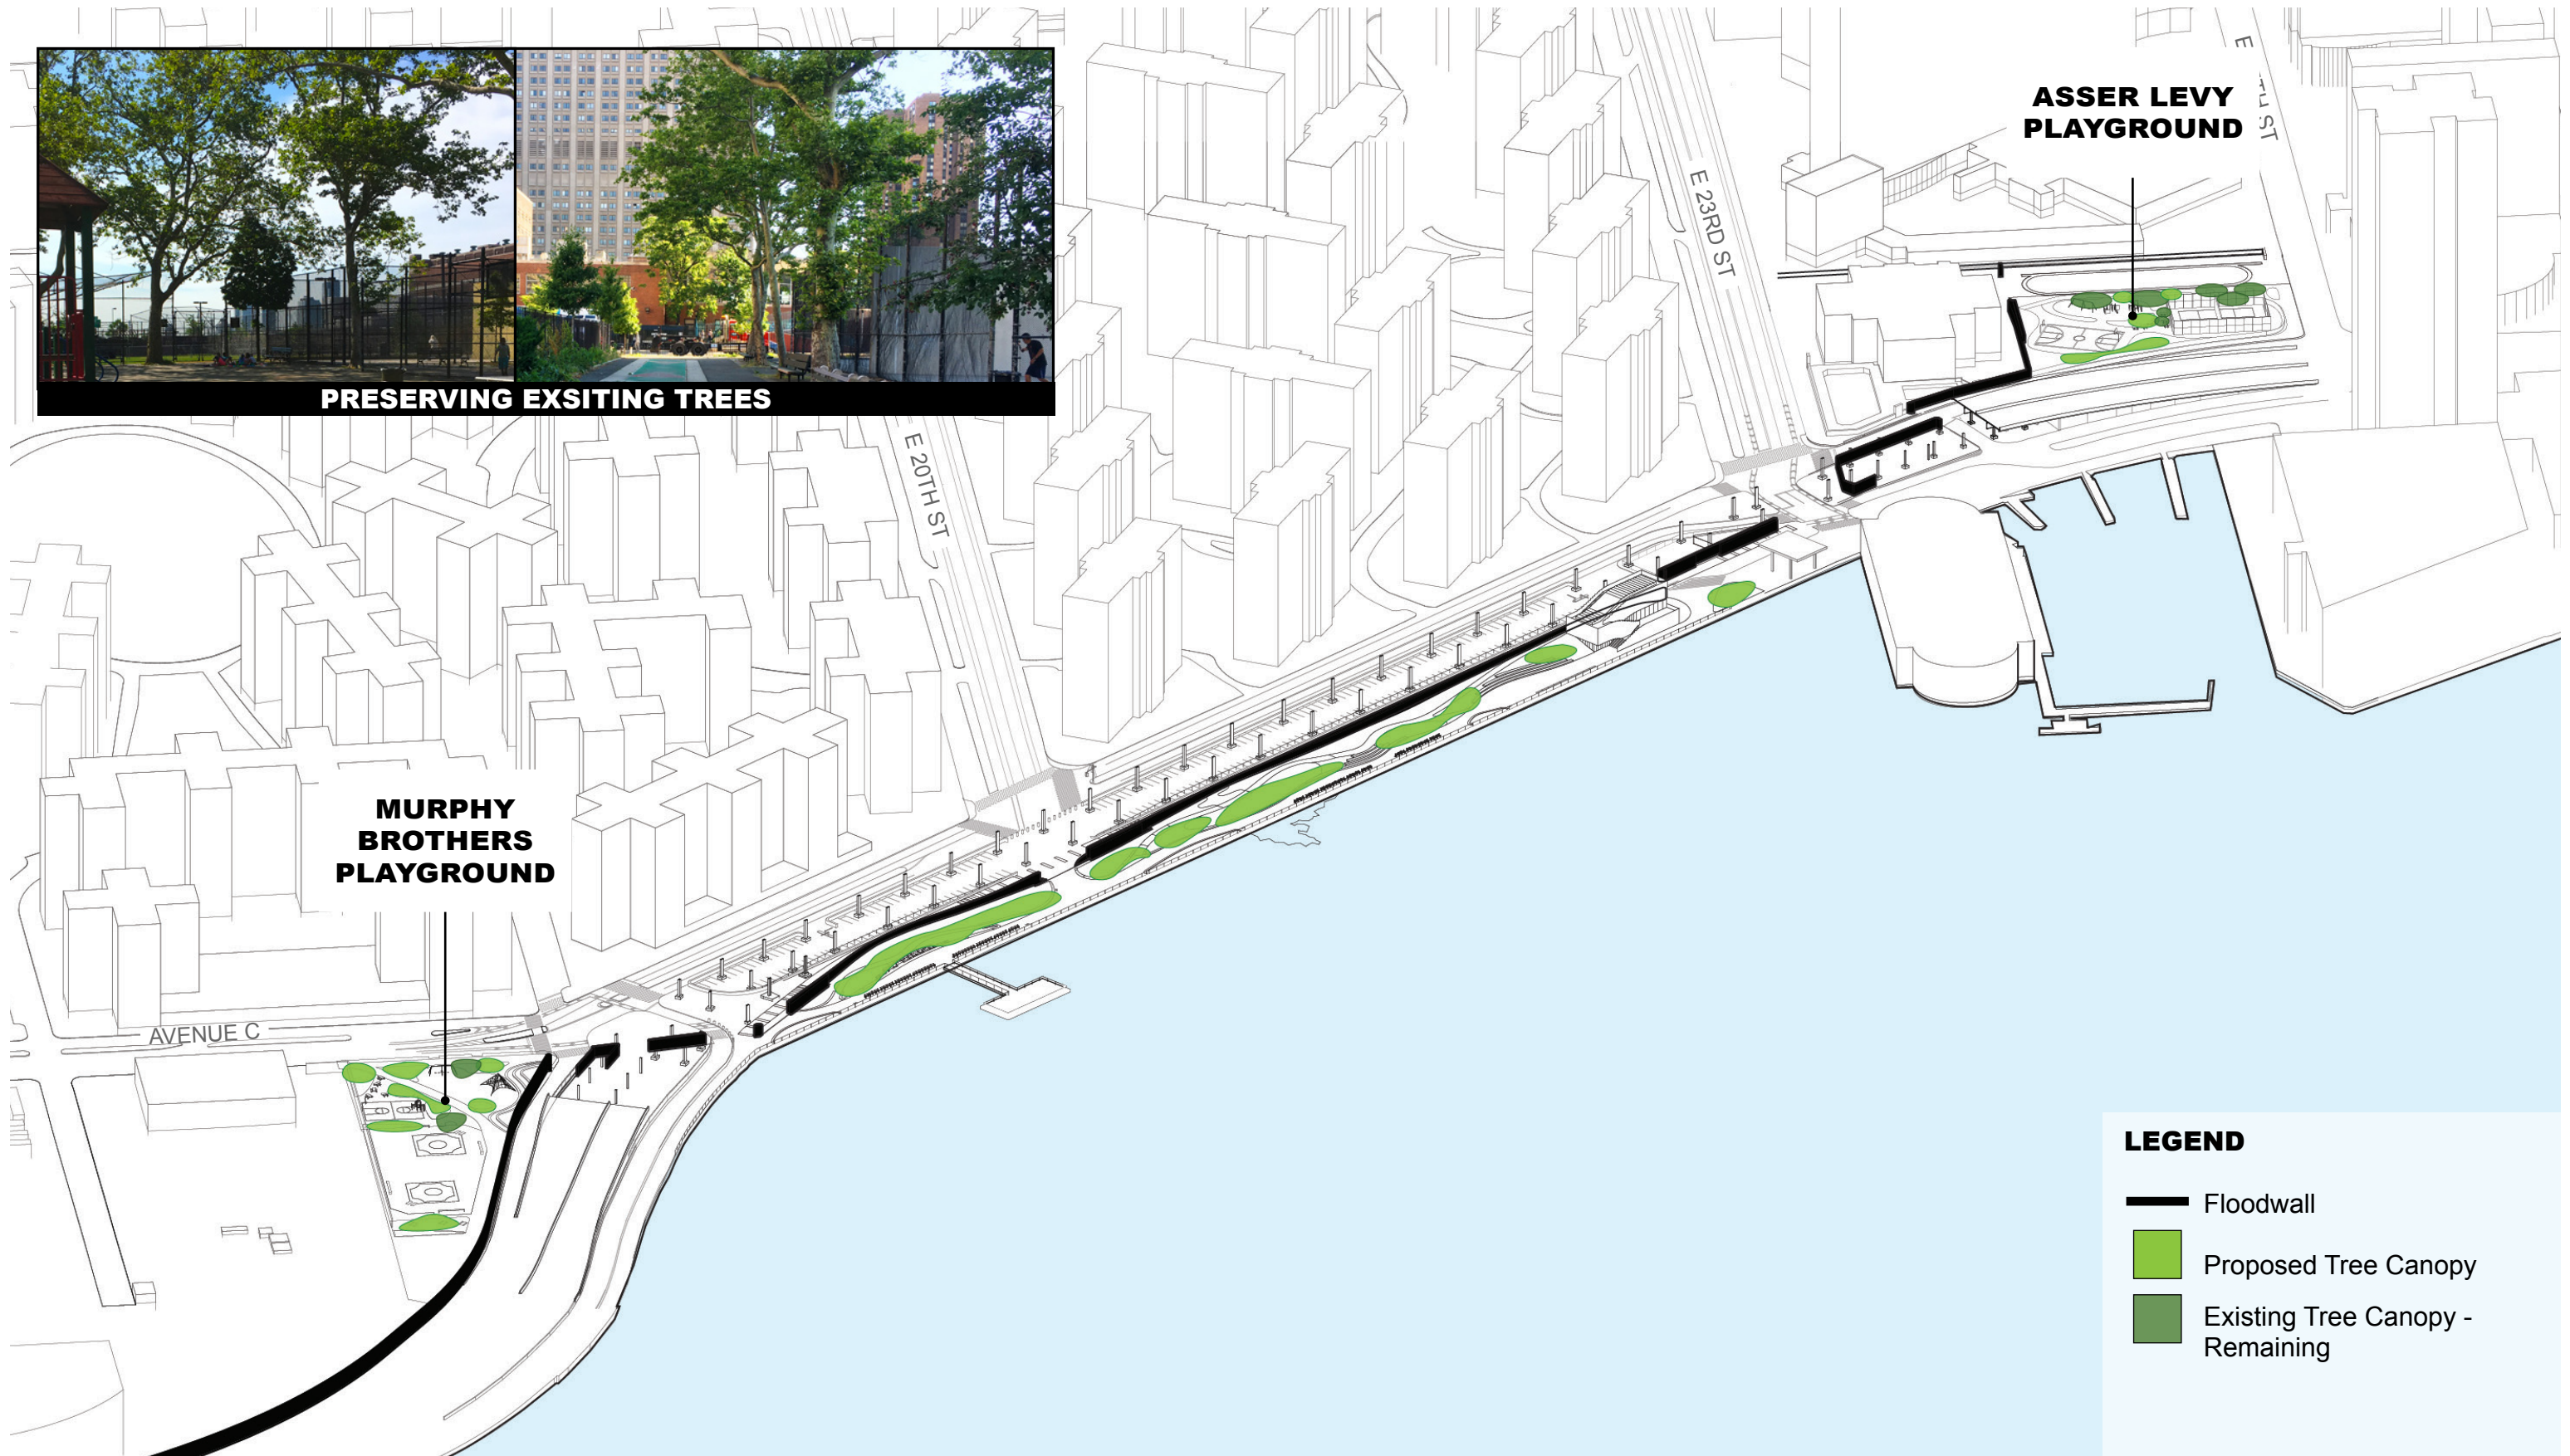 PRESERVING EXSITING TREES
ASSER LEVY
PLAYGROUND
E 23RD ST
E 20TH ST
MURPHY
BROTHERS
PLAYGROUND
AVENUE C
LEGEND
Floodwall
Proposed Tree Canopy
Existing Tree Canopy -
Remaining